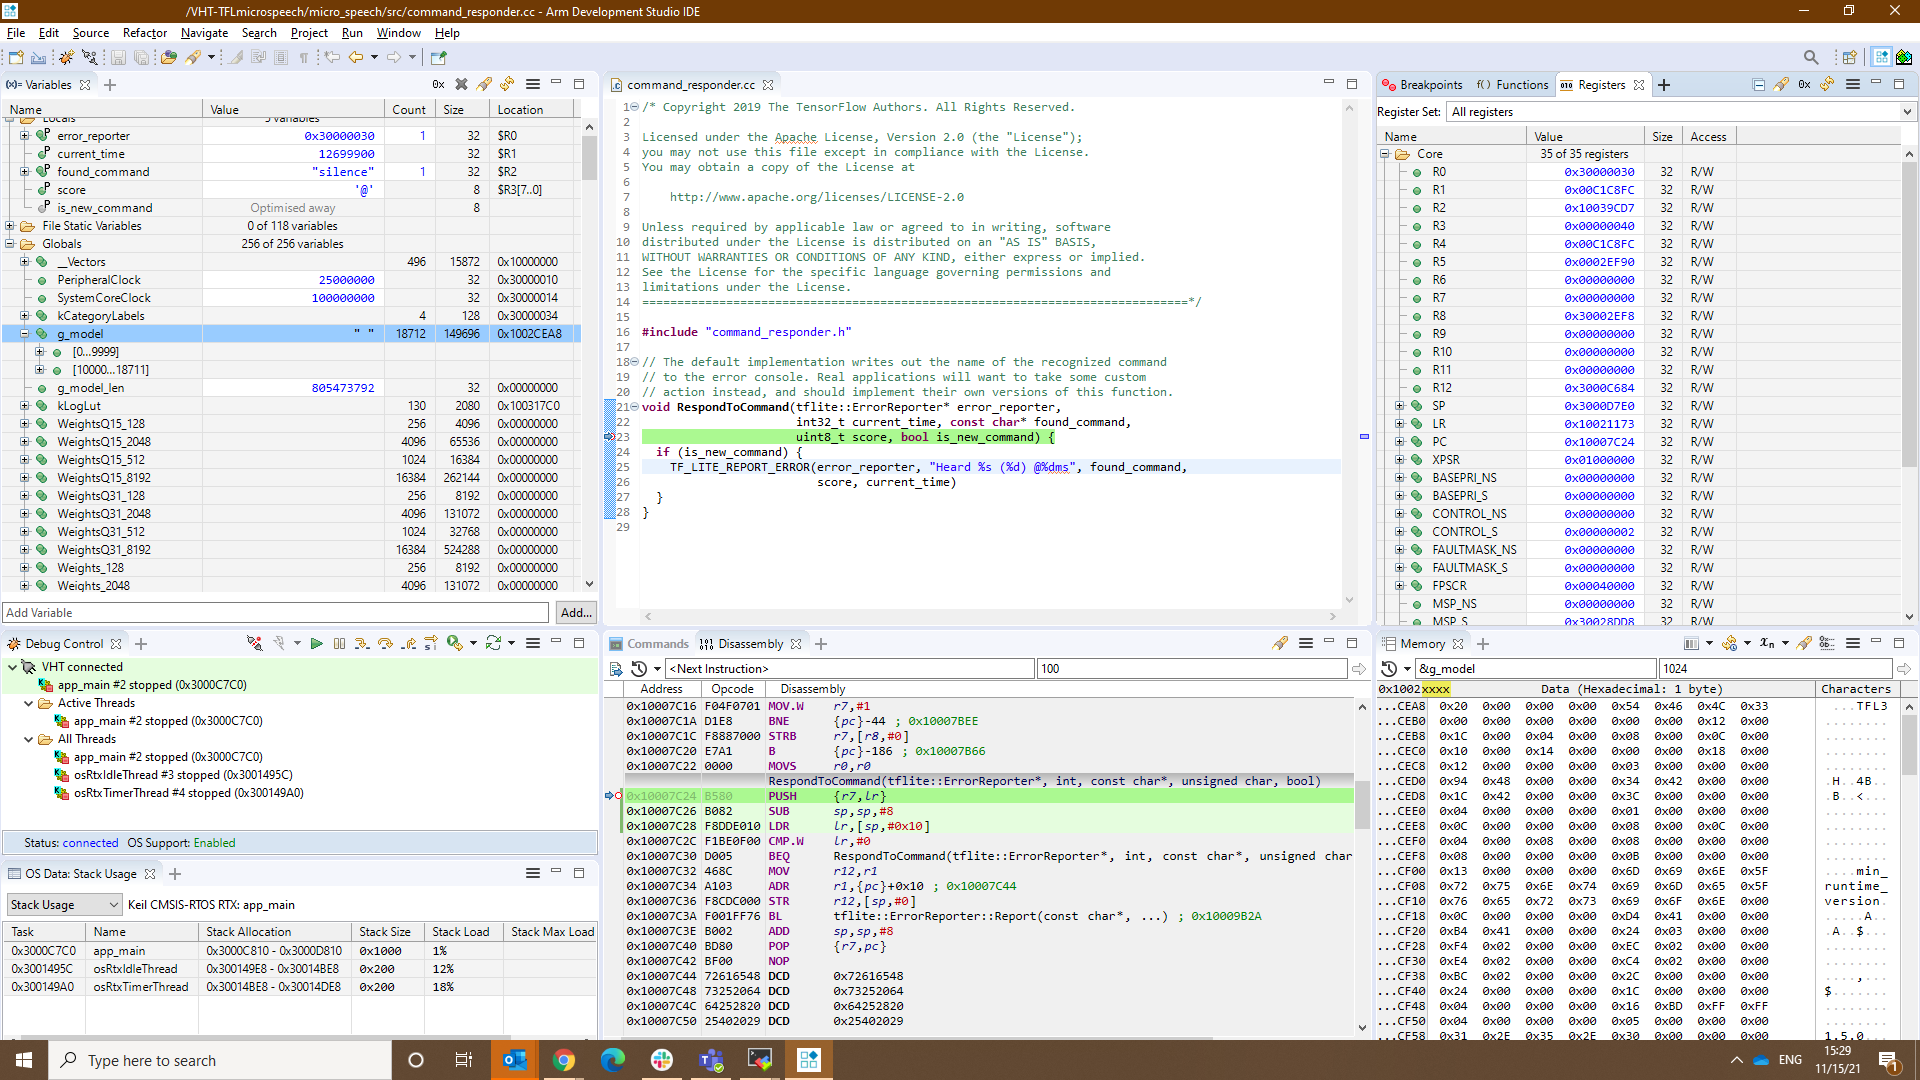 /VHT-TFLmicrospeech/micro_speech/src/command_responder.cc - Arm Development Studio IDE
File Edit Source Refactor Navigate Search Project Run Window Help
(x)= Variables
Name Value Count Size Location
Locals 5 variables
error_reporter 0x30000030 1 32 $R0
current_time 12699900 32 $R1
found_command "silence" 1 32 $R2
score '@' 8 $R3[7..0]
is_new_command Optimised away 8
File Static Variables 0 of 118 variables
Globals 256 of 256 variables
__Vectors 496 15872 0x10000000
PeripheralClock 25000000 32 0x30000010
SystemCoreClock 100000000 32 0x30000014
kCategoryLabels 4 128 0x30000034
g_model " " 18712 149696 0x1002CEA8
[0...9999]
[10000...18711]
g_model_len 805473792 32 0x00000000
kLogLut 130 2080 0x100317C0
WeightsQ15_128 256 4096 0x00000000
WeightsQ15_2048 4096 65536 0x00000000
WeightsQ15_512 1024 16384 0x00000000
WeightsQ15_8192 16384 262144 0x00000000
WeightsQ31_128 256 8192 0x00000000
WeightsQ31_2048 4096 131072 0x00000000
WeightsQ31_512 1024 32768 0x00000000
WeightsQ31_8192 16384 524288 0x00000000
Weights_128 256 8192 0x00000000
Weights_2048 4096 131072 0x00000000
Add Variable Add...
command_responder.cc
1 /* Copyright 2019 The TensorFlow Authors. All Rights Reserved.
2
3 Licensed under the Apache License, Version 2.0 (the "License");
4 you may not use this file except in compliance with the License.
5 You may obtain a copy of the License at
6
7 http://www.apache.org/licenses/LICENSE-2.0
8
9 Unless required by applicable law or agreed to in writing, software
10 distributed under the License is distributed on an "AS IS" BASIS,
11 WITHOUT WARRANTIES OR CONDITIONS OF ANY KIND, either express or implied.
12 See the License for the specific language governing permissions and
13 limitations under the License.
14 ==============================================================================*/
15
16 #include "command_responder.h"
17
18 // The default implementation writes out the name of the recognized command
19 // to the error console. Real applications will want to take some custom
20 // action instead, and should implement their own versions of this function.
21 void RespondToCommand(tflite::ErrorReporter* error_reporter,
22 int32_t current_time, const char* found_command,
23 uint8_t score, bool is_new_command) {
24 if (is_new_command) {
25 TF_LITE_REPORT_ERROR(error_reporter, "Heard %s (%d) @%dms", found_command,
26 score, current_time)
27 }
28 }
29
Breakpoints f() Functions Registers
Register Set: All registers
Name Value Size Access
Core 35 of 35 registers
R0 0x30000030 32 R/W
R1 0x00C1C8FC 32 R/W
R2 0x10039CD7 32 R/W
R3 0x00000040 32 R/W
R4 0x00C1C8FC 32 R/W
R5 0x0002EF90 32 R/W
R6 0x00000000 32 R/W
R7 0x00000000 32 R/W
R8 0x30002EF8 32 R/W
R9 0x00000000 32 R/W
R10 0x00000000 32 R/W
R11 0x00000000 32 R/W
R12 0x3000C684 32 R/W
SP 0x3000D7E0 32 R/W
LR 0x10021173 32 R/W
PC 0x10007C24 32 R/W
XPSR 0x01000000 32 R/W
BASEPRI_NS 0x00000000 32 R/W
BASEPRI_S 0x00000000 32 R/W
CONTROL_NS 0x00000000 32 R/W
CONTROL_S 0x00000002 32 R/W
FAULTMASK_NS 0x00000000 32 R/W
FAULTMASK_S 0x00000000 32 R/W
FPSCR 0x00040000 32 R/W
MSP_NS 0x00000000 32 R/W
MSP_S 0x30028DD8 32 R/W
Debug Control
VHT connected
app_main #2 stopped (0x3000C7C0)
Active Threads
app_main #2 stopped (0x3000C7C0)
All Threads
app_main #2 stopped (0x3000C7C0)
osRtxIdleThread #3 stopped (0x3001495C)
osRtxTimerThread #4 stopped (0x300149A0)
Status: connected OS Support: Enabled
OS Data: Stack Usage
Stack Usage Keil CMSIS-RTOS RTX: app_main
Task Name Stack Allocation Stack Size Stack Load Stack Max Load
0x3000C7C0 app_main 0x3000C810 - 0x3000D810 0x1000 1%
0x3001495C osRtxIdleThread 0x300149E8 - 0x30014BE8 0x200 12%
0x300149A0 osRtxTimerThread 0x30014BE8 - 0x30014DE8 0x200 18%
Commands Disassembly
<Next Instruction> 100
Address Opcode Disassembly
0x10007C16 F04F0701 MOV.W r7,#1
0x10007C1A D1E8 BNE {pc}-44 ; 0x10007BEE
0x10007C1C F8887000 STRB r7,[r8,#0]
0x10007C20 E7A1 B {pc}-186 ; 0x10007B66
0x10007C22 0000 MOVS r0,r0
RespondToCommand(tflite::ErrorReporter*, int, const char*, unsigned char, bool)
0x10007C24 B580 PUSH {r7,lr}
0x10007C26 B082 SUB sp,sp,#8
0x10007C28 F8DDE010 LDR lr,[sp,#0x10]
0x10007C2C F1BE0F00 CMP.W lr,#0
0x10007C30 D005 BEQ RespondToCommand(tflite::ErrorReporter*, int, const char*, unsigned char
0x10007C32 468C MOV r12,r1
0x10007C34 A103 ADR r1,{pc}+0x10 ; 0x10007C44
0x10007C36 F8CDC000 STR r12,[sp,#0]
0x10007C3A F001FF76 BL tflite::ErrorReporter::Report(const char*, ...) ; 0x10009B2A
0x10007C3E B002 ADD sp,sp,#8
0x10007C40 BD80 POP {r7,pc}
0x10007C42 BF00 NOP
0x10007C44 72616548 DCD 0x72616548
0x10007C48 73252064 DCD 0x73252064
0x10007C4C 64252820 DCD 0x64252820
0x10007C50 25402029 DCD 0x25402029
Memory
&g_model 1024
0x1002xxxx Data (Hexadecimal: 1 byte) Characters
...CEA8 0x20 0x00 0x00 0x00 0x54 0x46 0x4C 0x33 ...TFL3
...CEB0 0x00 0x00 0x00 0x00 0x00 0x00 0x12 0x00 ........
...CEB8 0x1C 0x00 0x04 0x00 0x08 0x00 0x0C 0x00 ........
...CEC0 0x10 0x00 0x14 0x00 0x00 0x00 0x18 0x00 ........
...CEC8 0x12 0x00 0x00 0x00 0x03 0x00 0x00 0x00 ........
...CED0 0x94 0x48 0x00 0x00 0x34 0x42 0x00 0x00 .H..4B..
...CED8 0x1C 0x42 0x00 0x00 0x3C 0x00 0x00 0x00 .B..<...
...CEE0 0x04 0x00 0x00 0x00 0x01 0x00 0x00 0x00 ........
...CEE8 0x0C 0x00 0x00 0x00 0x08 0x00 0x0C 0x00 ........
...CEF0 0x04 0x00 0x08 0x00 0x08 0x00 0x00 0x00 ........
...CEF8 0x08 0x00 0x00 0x00 0x0B 0x00 0x00 0x00 ........
...CF00 0x13 0x00 0x00 0x00 0x6D 0x69 0x6E 0x5F ....min_
...CF08 0x72 0x75 0x6E 0x74 0x69 0x6D 0x65 0x5F runtime_
...CF10 0x76 0x65 0x72 0x73 0x69 0x6F 0x6E 0x00 version.
...CF18 0x0C 0x00 0x00 0x00 0xD4 0x41 0x00 0x00 .....A..
...CF20 0xB4 0x41 0x00 0x00 0x24 0x03 0x00 0x00 .A..$...
...CF28 0xF4 0x02 0x00 0x00 0xEC 0x02 0x00 0x00 ........
...CF30 0xE4 0x02 0x00 0x00 0xC4 0x02 0x00 0x00 ........
...CF38 0xBC 0x02 0x00 0x00 0x2C 0x00 0x00 0x00 ....,...
...CF40 0x24 0x00 0x00 0x00 0x1C 0x00 0x00 0x00 $.......
...CF48 0x04 0x00 0x00 0x00 0x16 0xBD 0xFF 0xFF ........
...CF50 0x04 0x00 0x00 0x00 0x05 0x00 0x00 0x00 ........
...CF58 0x31 0x2E 0x35 0x2E 0x30 0x00 0x00 0x00 1.5.0...
Type here to search
ENG
15:29
11/15/21
1